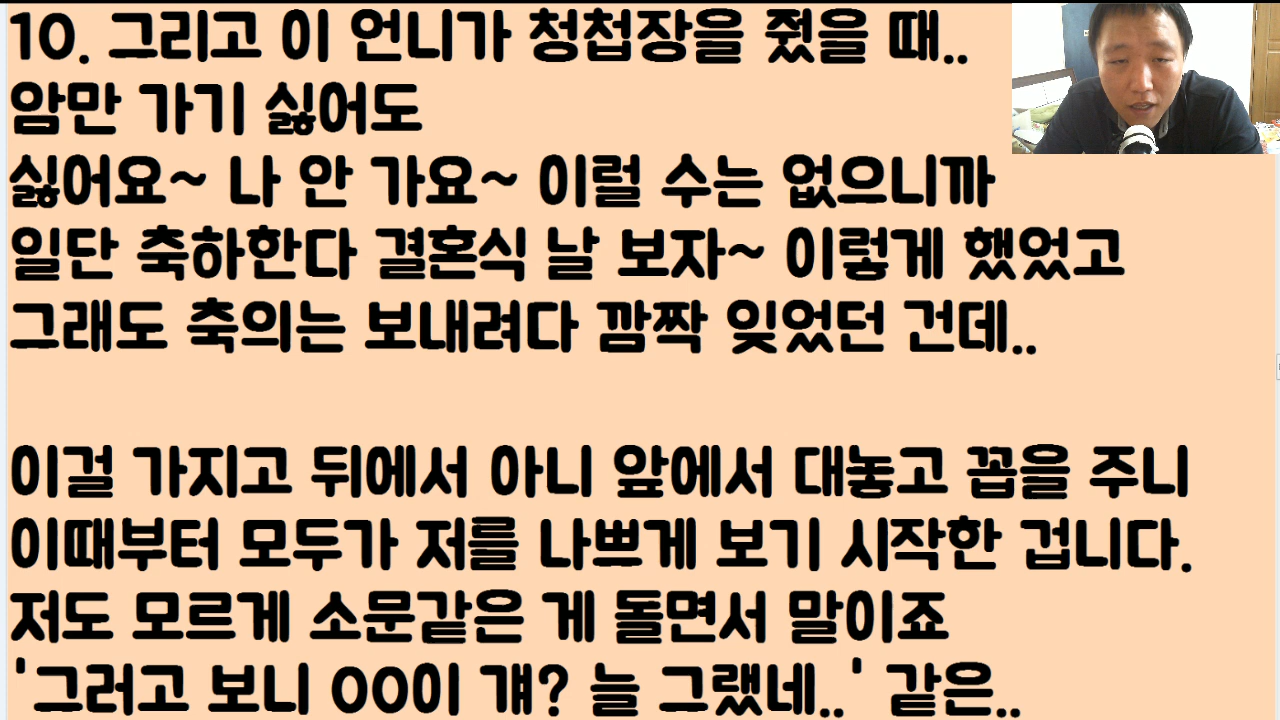 10. 그리고 이 언니가 청첩장을 줬을 때..
암만 가기 싫어도
싫어요~ 나 안 가요~ 이럴 수는 없으니까
일단 축하한다 결혼식 날 보자~ 이렇게 했었고
그래도 축의는 보내려다 깜짝 잊었던 건데..
이걸 가지고 뒤에서 아니 앞에서 대놓고 꼽을 주니
이때부터 모두가 저를 나쁘게 보기 시작한 겁니다.
저도 모르게 소문같은 게 돌면서 말이죠
'그러고 보니 OO이 걔? 늘 그랬네..' 같은..